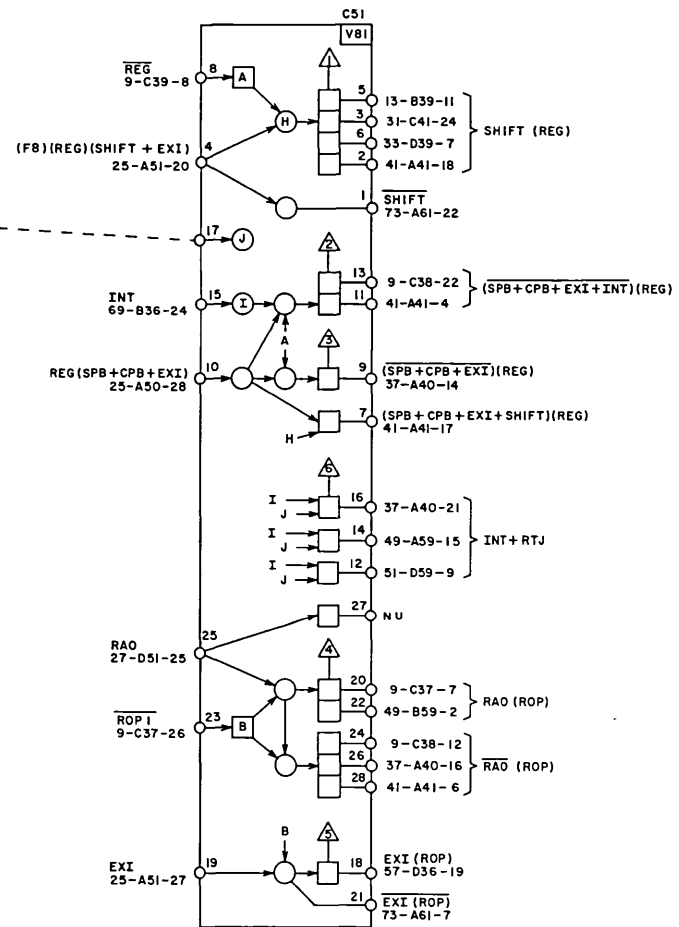 C51
V81
1
REG
9-C39-8
8
A
5
13-B39-11
H
3
31-C41-24
SHIFT (REG)
6
33-D39-7
(F8)(REG)(SHIFT + EXI)
4
2
41-A41-18
25-A51-20
1
SHIFT
73-A61-22
17
J
2
13
9-C38-22
(SPB+CPB+EXI+INT)(REG)
INT
15
I
11
41-A41-4
69-B36-24
A
3
REG(SPB+CPB+EXI)
10
9
(SPB+CPB+EXI)(REG)
25-A50-28
37-A40-14
7
(SPB+CPB+EXI+SHIFT)(REG)
H
41-A41-17
6
I
J
16
37-A40-21
I
J
14
49-A59-15
INT+RTJ
I
J
12
51-D59-9
27
NU
25
RAO
27-D51-25
4
20
9-C37-7
RAO (ROP)
22
49-B59-2
ROP I
23
B
9-C37-26
24
9-C38-12
26
37-A40-16
RAO (ROP)
28
41-A41-6
B
5
EXI
19
18
EXI (ROP)
25-A51-27
57-D36-19
21
EXI (ROP)
73-A61-7